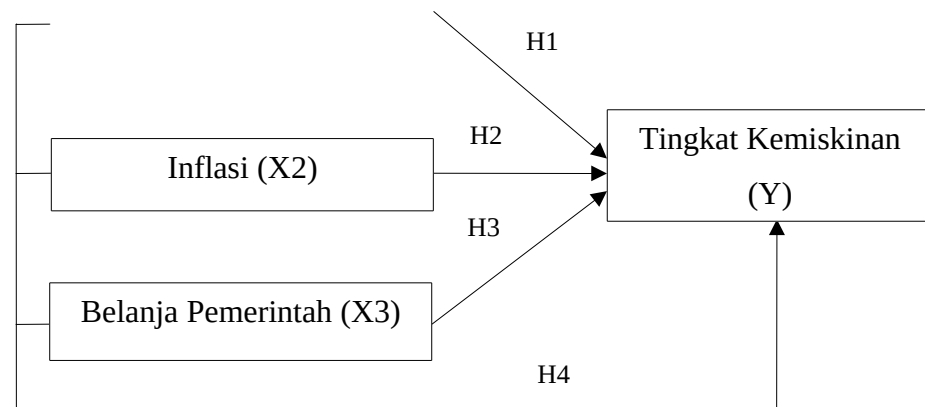 H1
Tingkat Kemiskinan
(Y)
H2
Inflasi (X2)
H3
Belanja Pemerintah (X3)
H4